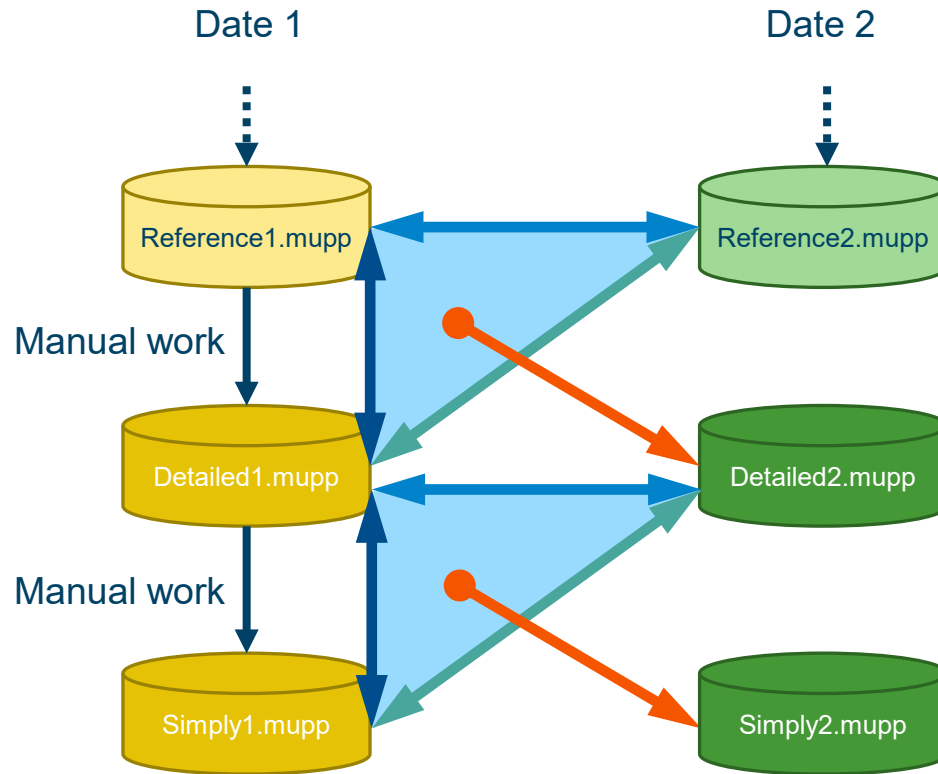 Date 1
Date 2
Reference1.mupp
Reference2.mupp
Manual work
Detailed1.mupp
Detailed2.mupp
Manual work
Simply1.mupp
Simply2.mupp